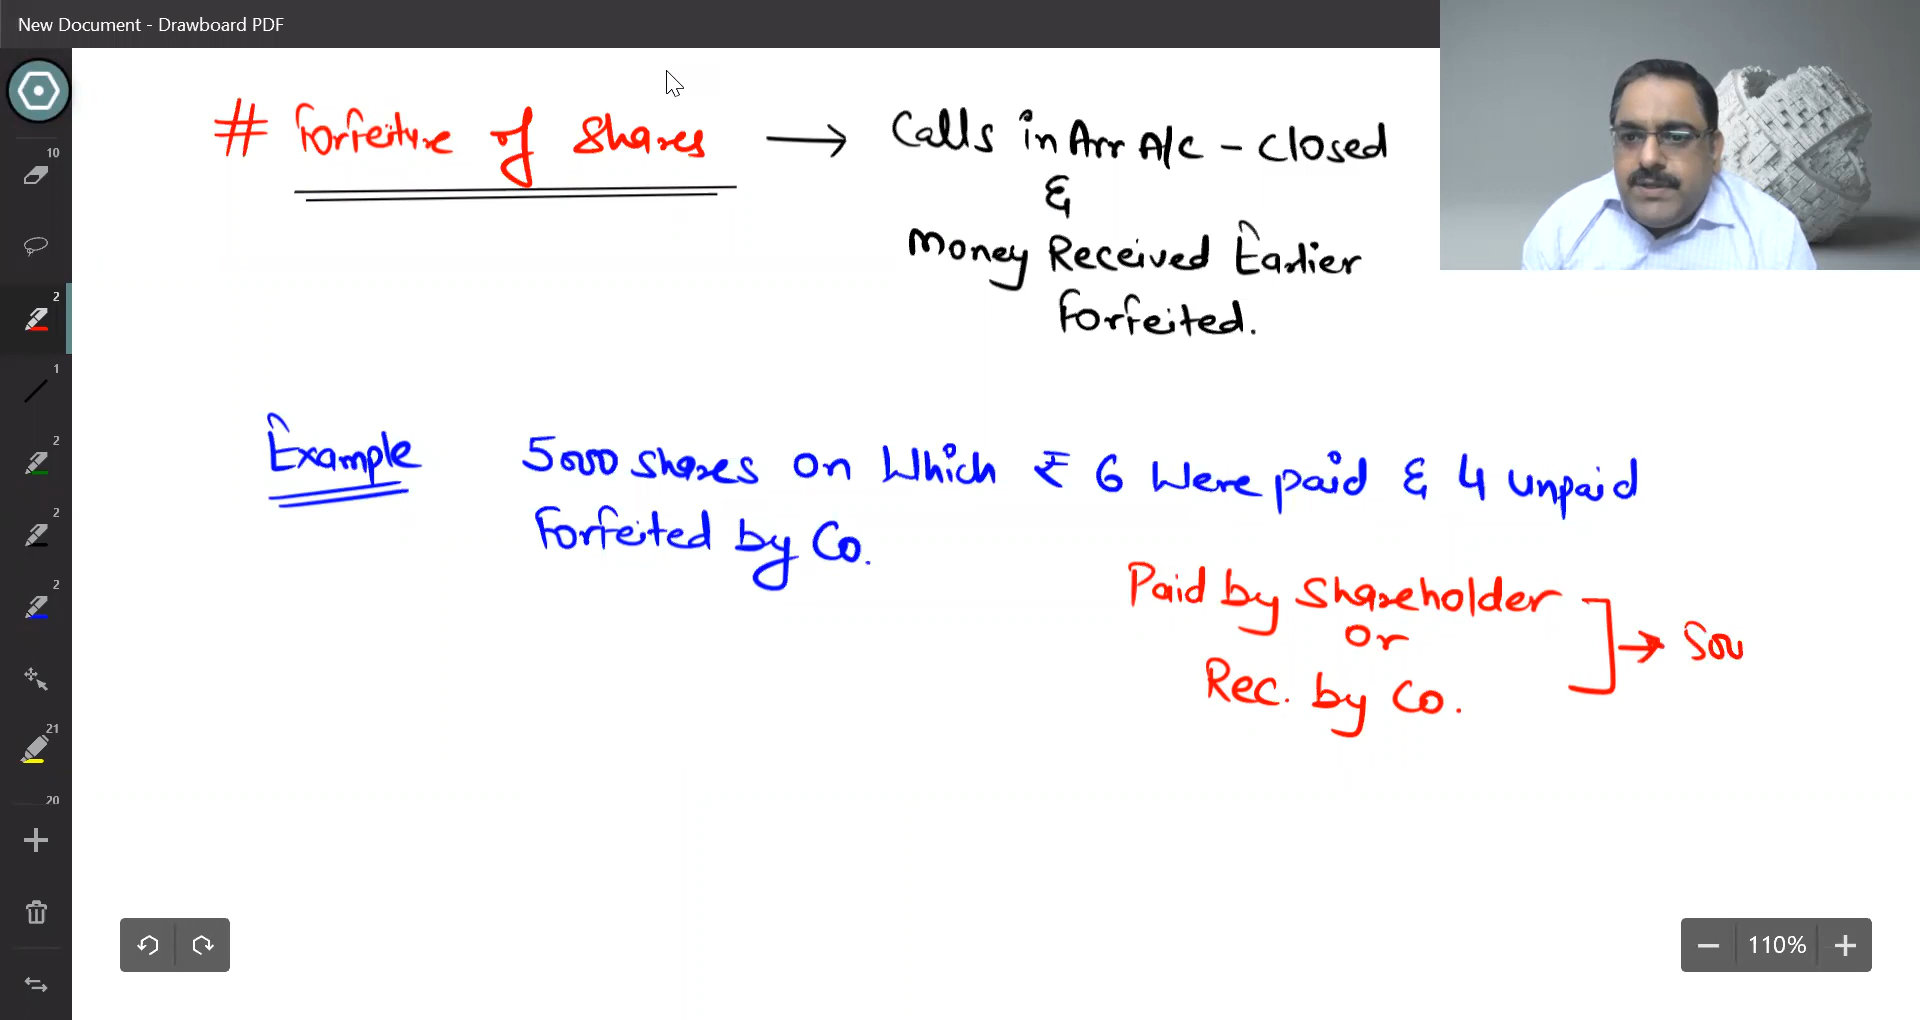 New Document - Drawboard PDF
# Forfeiture of Shares → Calls in Arr A/c - Closed
&
Money Received Earlier
Forfeited.
Example 5000 shares on Which ₹ 6 Were paid & 4 unpaid
Forfeited by Co.
Paid by Shareholder
or
Rec. by Co.
→ 500
10
2
1
2
2
2
21
20
110%